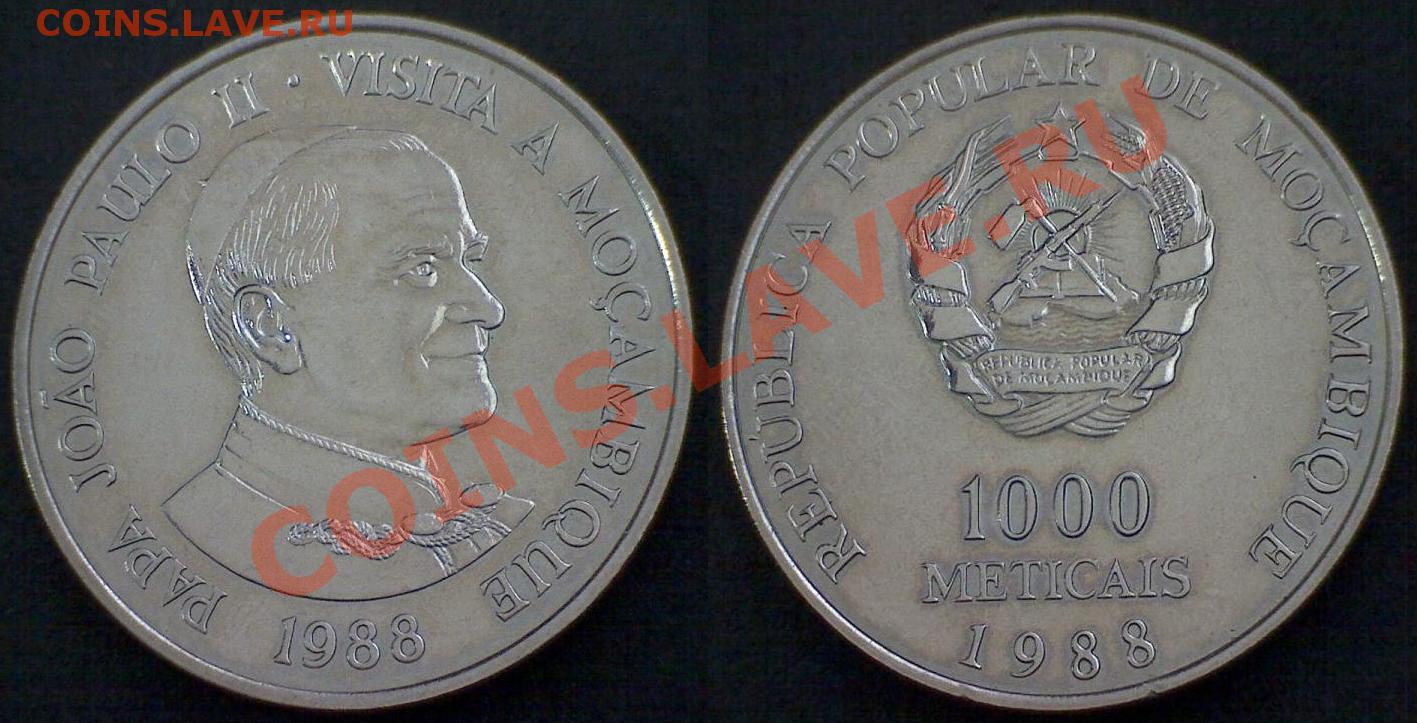 COINS.LAVE.RU
PAPA JOÃO PAULO II · VISITA A MOÇAMBIQUE
1988
REPÚBLICA POPULAR DE MOÇAMBIQUE
REPUBLICA POPULAR
DE MOÇAMBIQUE
1000
METICAIS
1988
COINS.LAVE.RU